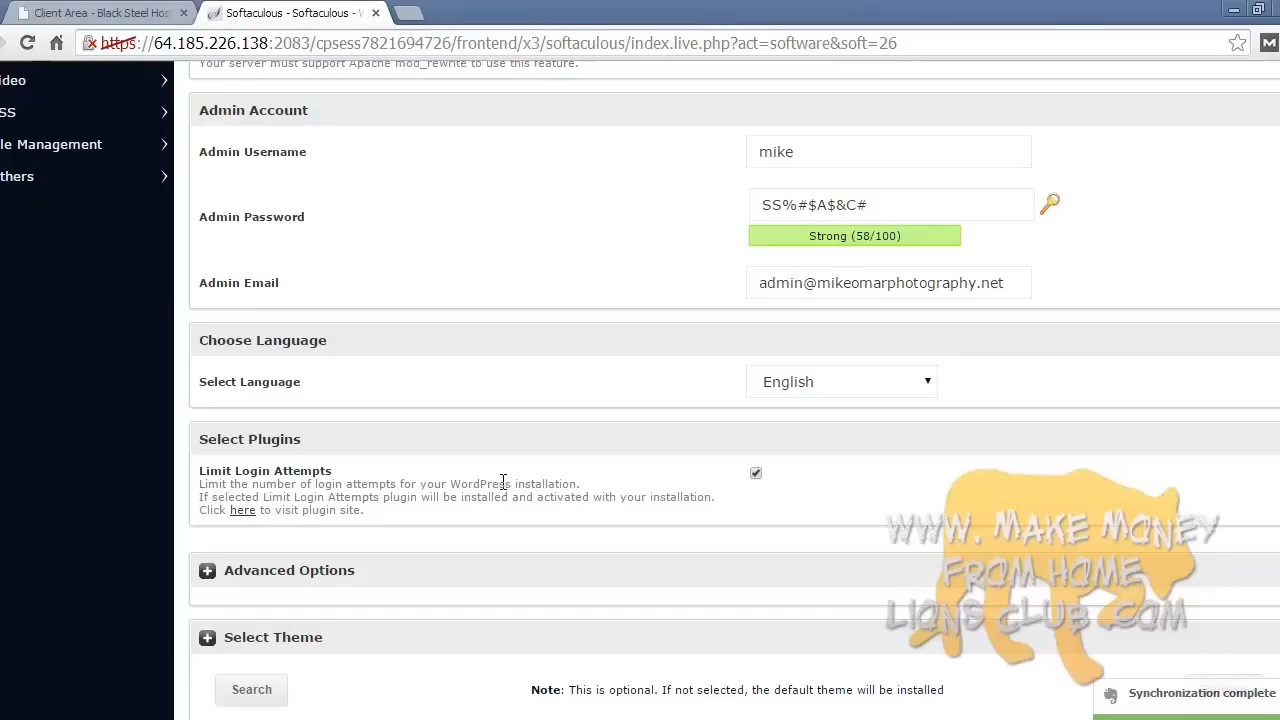 Client Area - Black Steel Hos
Softaculous - Softaculous - W
https://64.185.226.138:2083/cpsess7821694726/frontend/x3/softaculous/index.live.php?act=software&soft=26
Your server must support Apache mod_rewrite to use this feature.
ideo
SS
le Management
thers
Admin Account
Admin Username
mike
Admin Password
SS%#$A$&C#
Strong (58/100)
Admin Email
admin@mikeomarphotography.net
Choose Language
Select Language
English
Select Plugins
Limit Login Attempts
Limit the number of login attempts for your WordPress installation.
If selected Limit Login Attempts plugin will be installed and activated with your installation.
Click here to visit plugin site.
WWW. MAKE MONEY
FROM HOME
LIONS CLUB .COM
Advanced Options
Select Theme
Search
Note: This is optional. If not selected, the default theme will be installed
Synchronization complete